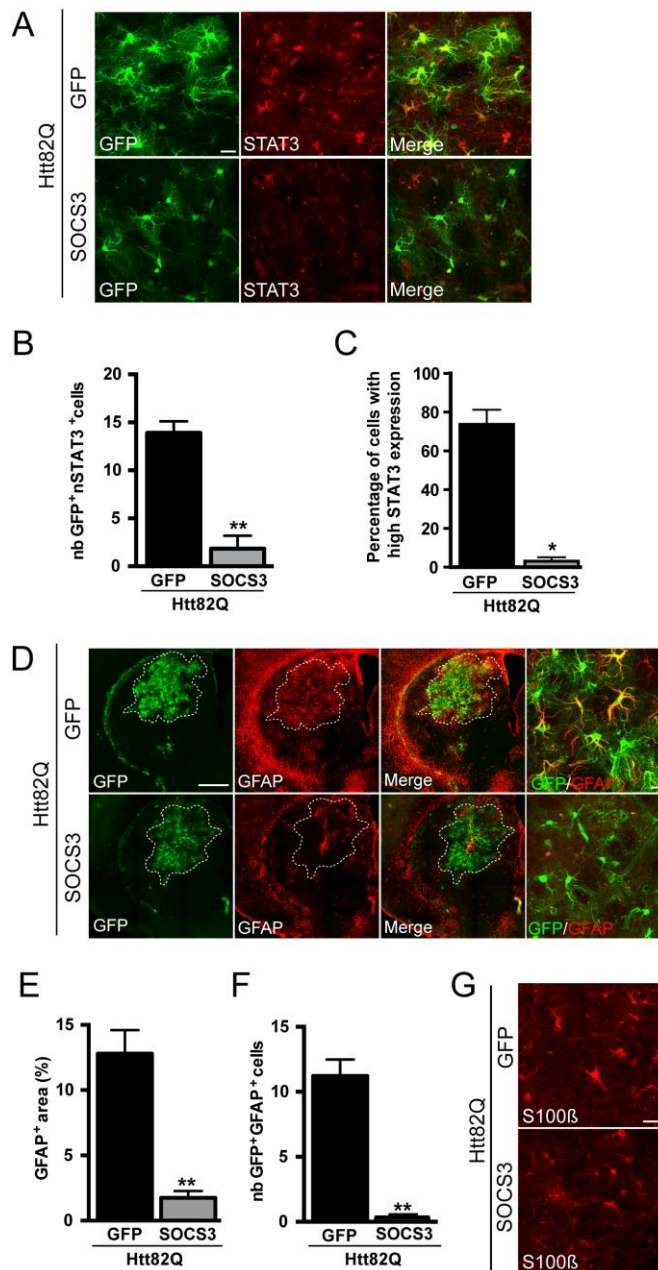 A
Htt82Q
GFP
GFP
STAT3
Merge
SOCS3
GFP
STAT3
Merge
B
nb GFP+nSTAT3 +cells
20
15
10
5
0
**
GFP SOCS3
Htt82Q
C
Percentage of cells with
high STAT3 expression
100
80
60
40
20
0
*
GFP SOCS3
Htt82Q
D
Htt82Q
GFP
GFP
GFAP
Merge
GFP/GFAP
SOCS3
GFP
GFAP
Merge
GFP/GFAP
E
GFAP+ area (%)
15
10
5
0
**
GFP SOCS3
Htt82Q
F
nb GFP+GFAP+ cells
15
10
5
0
**
GFP SOCS3
Htt82Q
G
Htt82Q
GFP
S100ß
SOCS3
S100ß